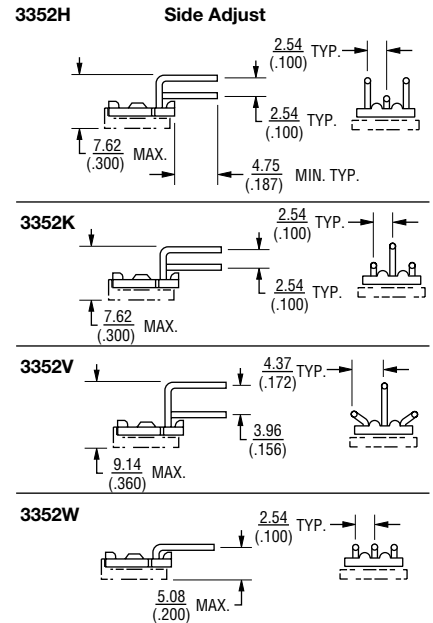 3352H Side Adjust
2.54 TYP.
(.100)
2.54 TYP.
(.100)
7.62 MAX.
(.300)
4.75 MIN. TYP.
(.187)
3352K
2.54 TYP.
(.100)
2.54 TYP.
(.100)
7.62 MAX.
(.300)
3352V
4.37 TYP.
(.172)
3.96
(.156)
9.14 MAX.
(.360)
3352W
2.54 TYP.
(.100)
5.08 MAX.
(.200)